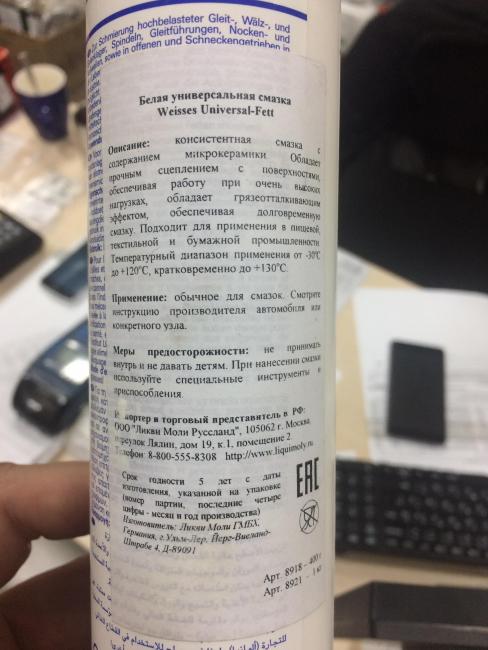 Zur Schmierung hochbelasteter Gleit-, Wälz-, und
Spindeln, Gleitführungen, Nocken- und
sowie in offenen und Schneckengetrieben in
Белая универсальная смазка
Weisses Universal-Fett
Описание: консистентная смазка с
содержанием микрокерамики. Обладает
прочным сцеплением с поверхностями,
обеспечивая работу при очень высоких
нагрузках, обладает грязеотталкивающим
эффектом, обеспечивая долговременную
смазку. Подходит для применения в пищевой,
текстильной и бумажной промышленности.
Температурный диапазон применения от -30°C
до +120°C, кратковременно до +130°C.
Применение: обычное для смазок. Смотрите
инструкцию производителя автомобиля или
конкретного узла.
Меры предосторожности: не принимать
внутрь и не давать детям. При нанесении смазки
используйте специальные инструменты и
приспособления.
Импортер и торговый представитель в РФ:
ООО "Ликви Моли Руссланд", 105062 г. Москва,
переулок Лялин, дом 19, к.1, помещение 2
Телефон: 8-800-555-8308 http://www.liquimoly.ru
Срок годности 5 лет с даты
изготовления, указанной на упаковке
(номер партии, последние четыре
цифры - месяц и год производства)
Изготовитель: Ликви Моли ГМБХ,
Германия, г.Ульм-Лер, Йерг-Виеланд-
Штрабе 4, Д-89091
EAC
Арт. 8918 - 400 г
Арт. 8921 - 1 кг